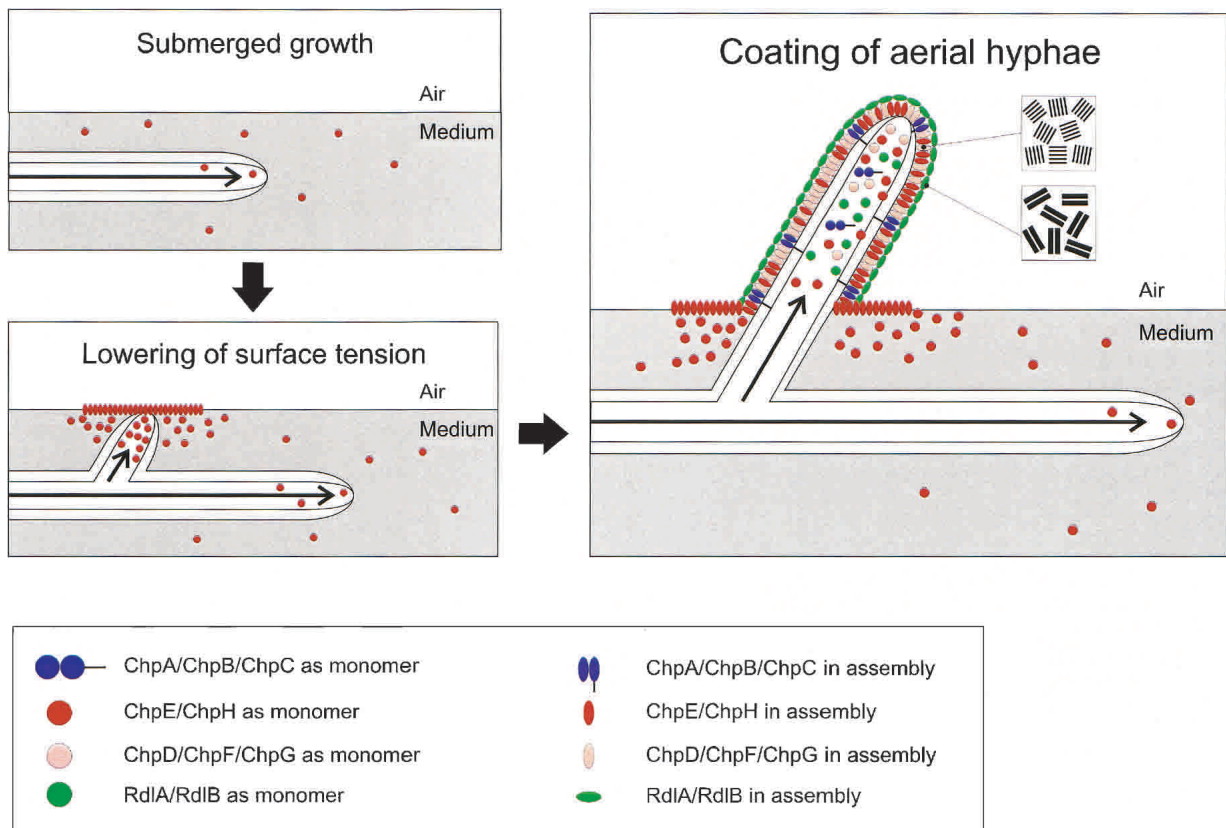 Submerged growth
Air
Medium
Lowering of surface tension
Air
Medium
Coating of aerial hyphae
Air
Medium
ChpA/ChpB/ChpC as monomer
ChpE/ChpH as monomer
ChpD/ChpF/ChpG as monomer
RdlA/RdlB as monomer
ChpA/ChpB/ChpC in assembly
ChpE/ChpH in assembly
ChpD/ChpF/ChpG in assembly
RdlA/RdlB in assembly